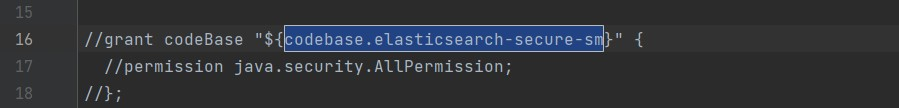 15
16 //grant codeBase "${codebase.elasticsearch-secure-sm}" {
17 //permission java.security.AllPermission;
18 //};